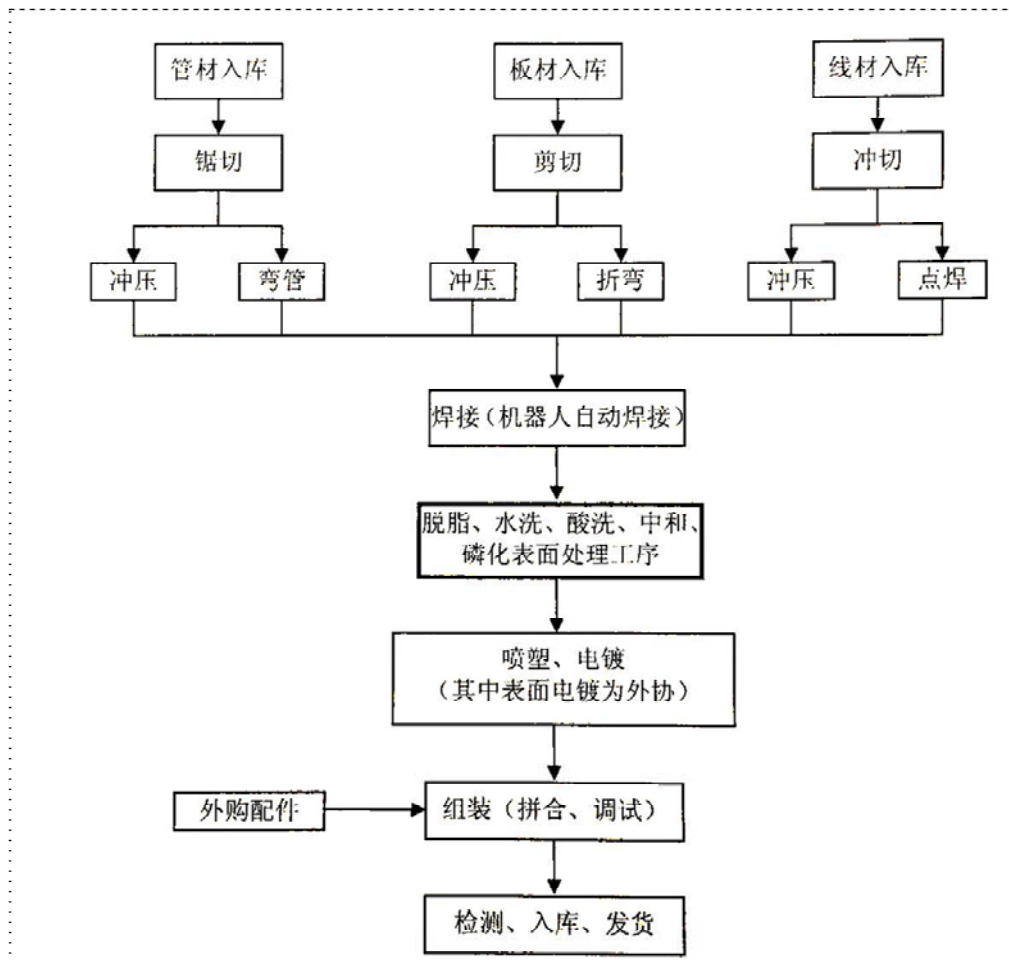 管材入库
板材入库
线材入库
锯切
剪切
冲切
冲压
弯管
冲压
折弯
冲压
点焊
焊接（机器人自动焊接）
脱脂、水洗、酸洗、中和、
磷化表面处理工序
喷塑、电镀
（其中表面电镀为外协）
外购配件
组装（拼合、调试）
检测、入库、发货